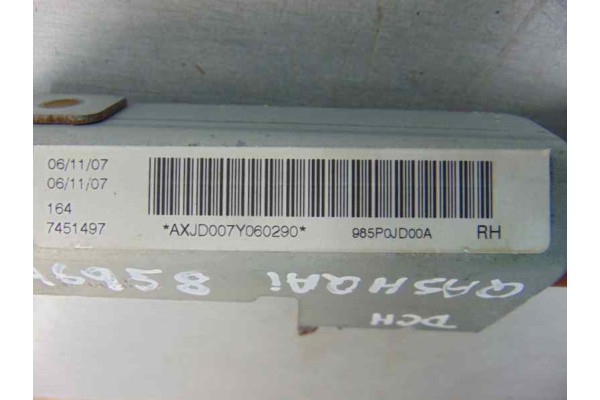 06/11/07
06/11/07
164
7451497
*AXJD007Y060290*
985P0JD00A
RH
QASHQAi
DCH